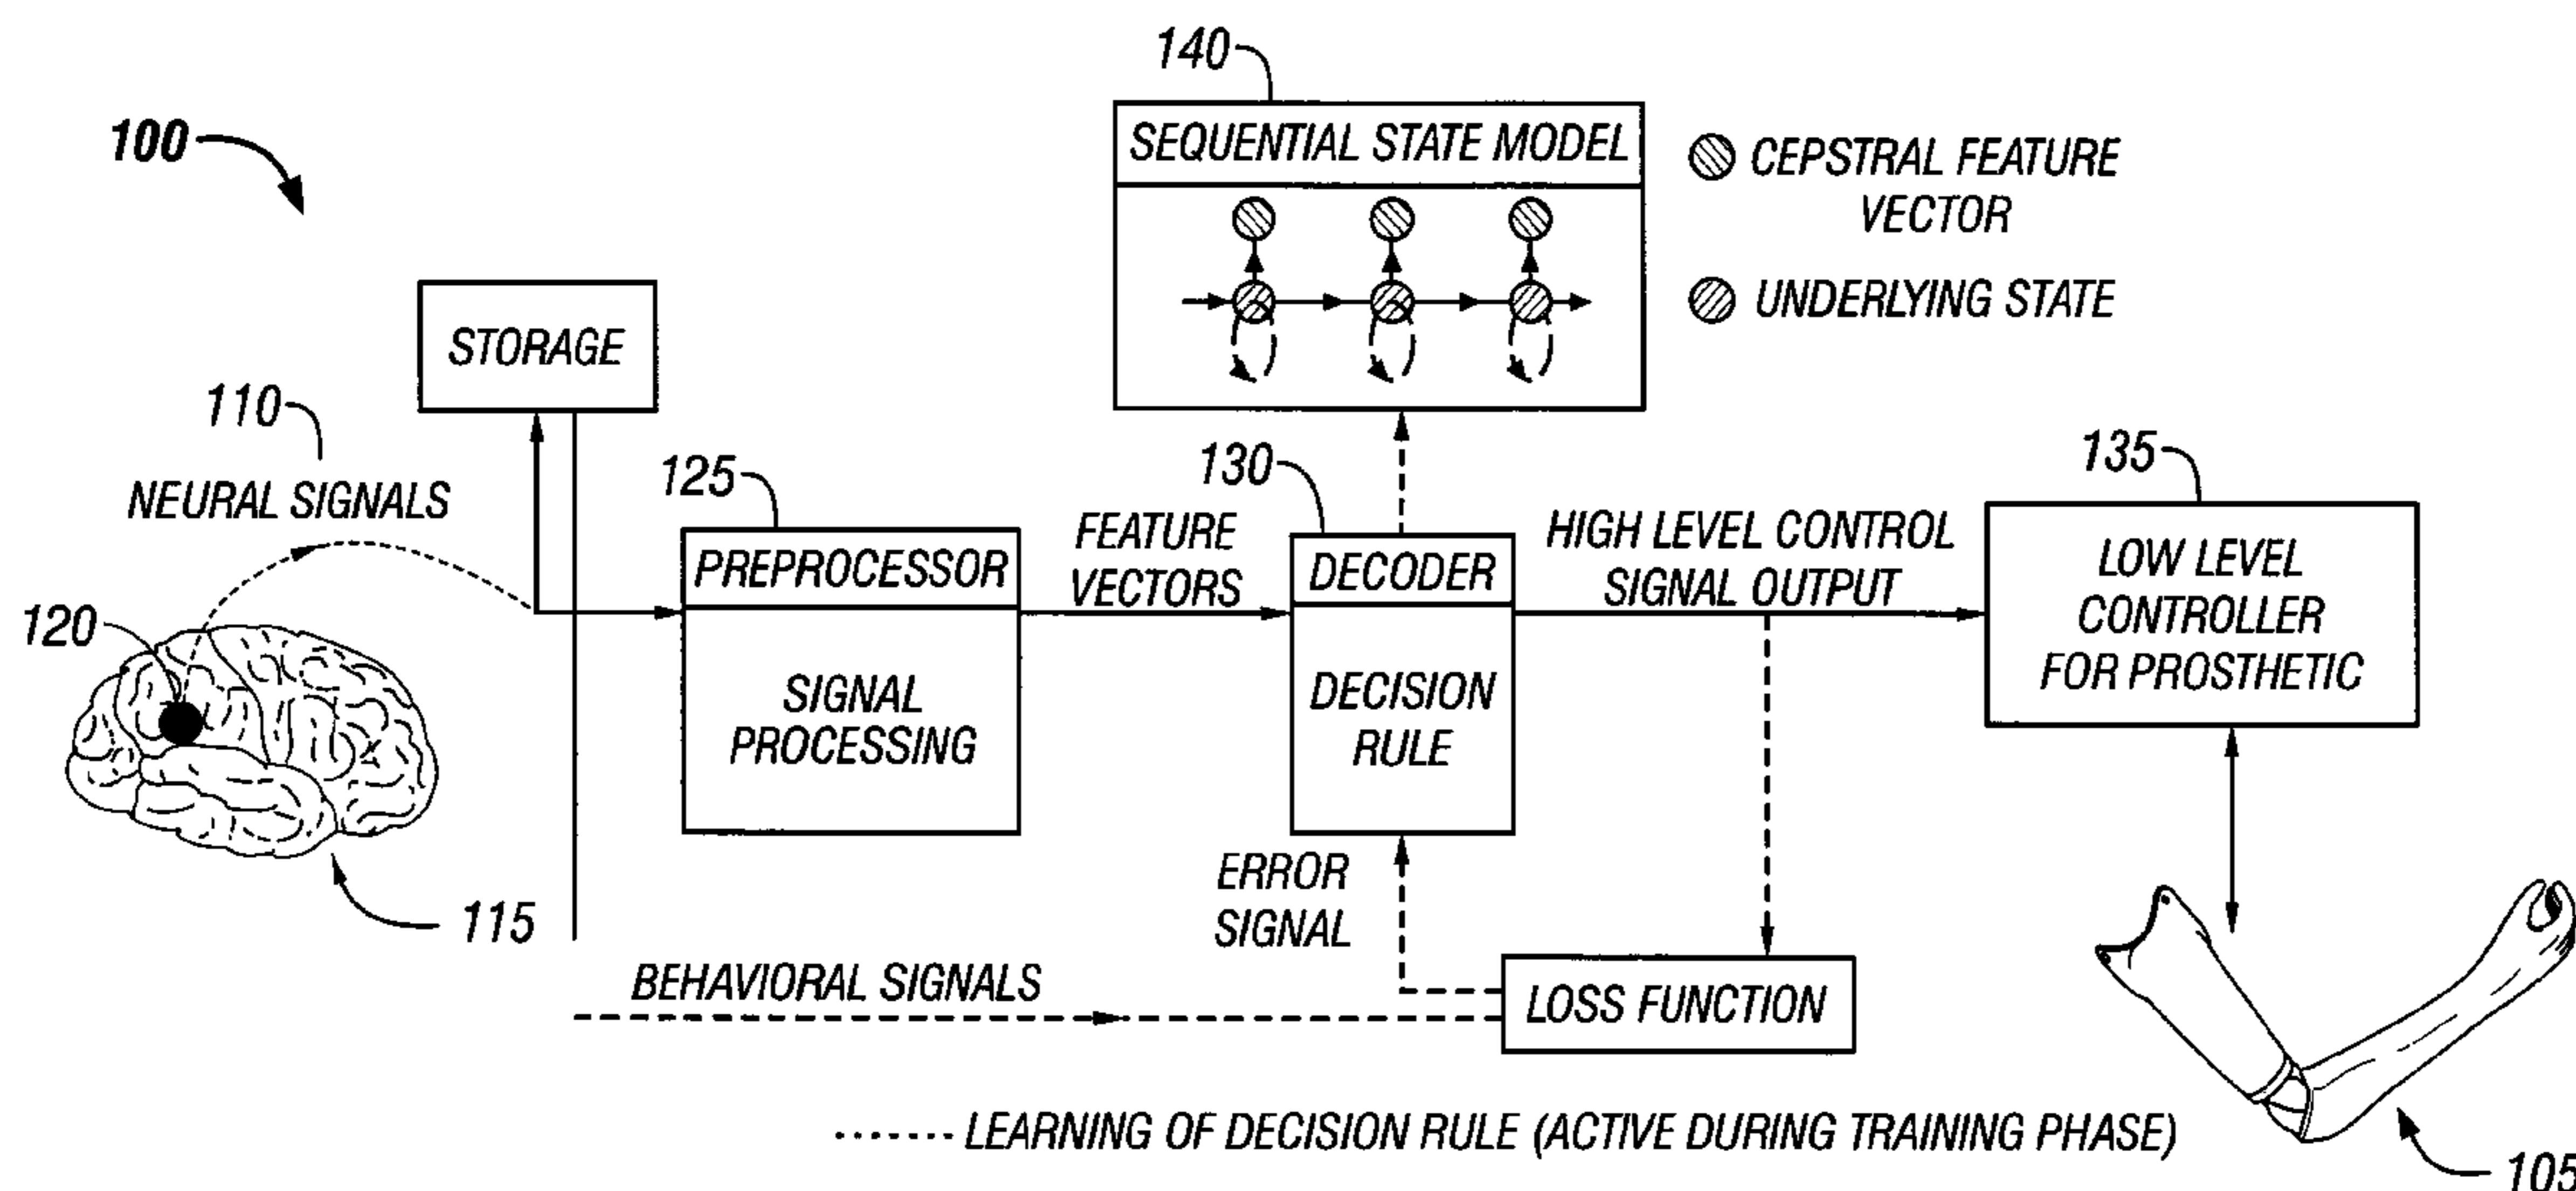 140
100
SEQUENTIAL STATE MODEL
CEPSTRAL FEATURE
VECTOR
UNDERLYING STATE
STORAGE
110
NEURAL SIGNALS
125
PREPROCESSOR
SIGNAL
PROCESSING
FEATURE
VECTORS
130
DECODER
DECISION
RULE
HIGH LEVEL CONTROL
SIGNAL OUTPUT
135
LOW LEVEL
CONTROLLER
FOR PROSTHETIC
120
115
ERROR
SIGNAL
BEHAVIORAL SIGNALS
LOSS FUNCTION
LEARNING OF DECISION RULE (ACTIVE DURING TRAINING PHASE)
105